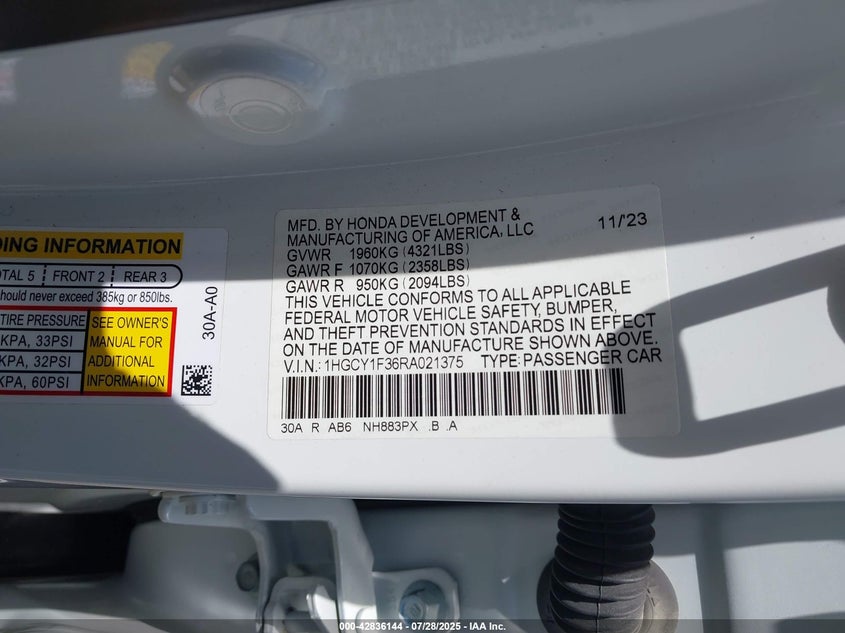 DING INFORMATION
OTAL 5 FRONT 2 REAR 3
should never exceed 385kg or 850lbs.
TIRE PRESSURE
KPA, 33PSI
KPA, 32PSI
KPA, 60PSI
SEE OWNER'S
MANUAL FOR
ADDITIONAL
INFORMATION
30A-A0
MFD. BY HONDA DEVELOPMENT & 11/'23
MANUFACTURING OF AMERICA, LLC
GVWR 1960KG (4321LBS)
GAWR F 1070KG (2358LBS)
GAWR R 950KG (2094LBS)
THIS VEHICLE CONFORMS TO ALL APPLICABLE
FEDERAL MOTOR VEHICLE SAFETY, BUMPER,
AND THEFT PREVENTION STANDARDS IN EFFECT
ON THE DATE OF MANUFACTURE SHOWN ABOVE.
V.I.N.: 1HGCY1F36RA021375 TYPE: PASSENGER CAR
30A R AB6 NH883PX .B .A
000-42836144 - 07/28/2025 - IAA Inc.